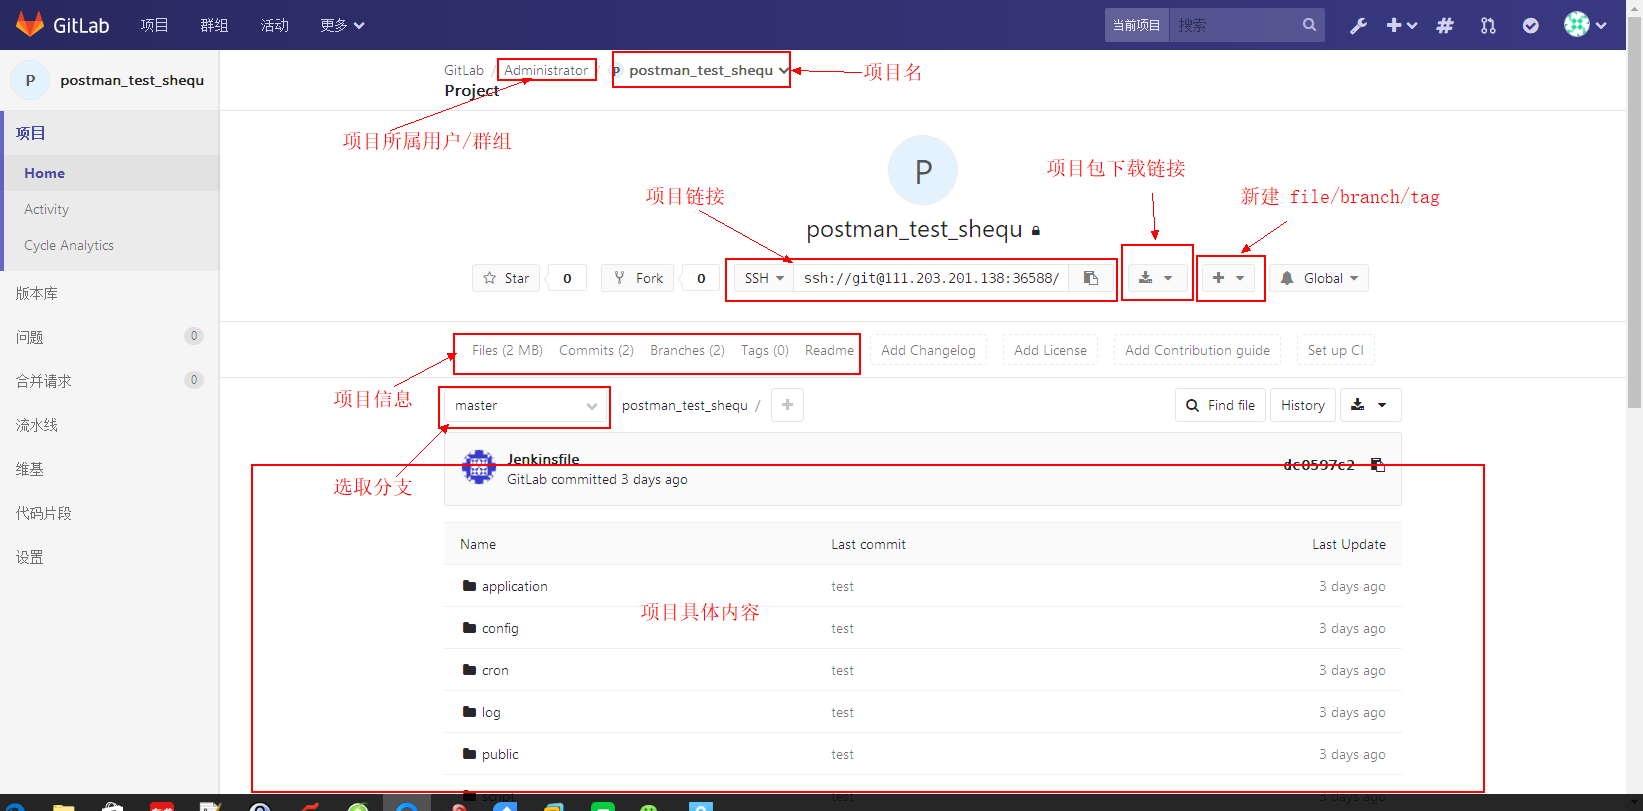 GitLab 项目 群组 活动 更多 当前项目 搜索
P postman_test_shequ
GitLab / Administrator / P postman_test_shequ 项目名
Project
项目
项目所属用户/群组
Home
Activity
Cycle Analytics
版本库
问题 0
合并请求 0
流水线
维基
代码片段
设置
P
项目包下载链接
项目链接
新建 file/branch/tag
postman_test_shequ
Star 0 Fork 0 SSH ssh://git@111.203.201.138:36588/ Global
Files (2 MB) Commits (2) Branches (2) Tags (0) Readme Add Changelog Add License Add Contribution guide Set up CI
项目信息
master postman_test_shequ / Find file History
Jenkinsfile dc0597c2
GitLab committed 3 days ago
选取分支
Name Last commit Last Update
application test 3 days ago
项目具体内容
config test 3 days ago
cron test 3 days ago
log test 3 days ago
public test 3 days ago
script